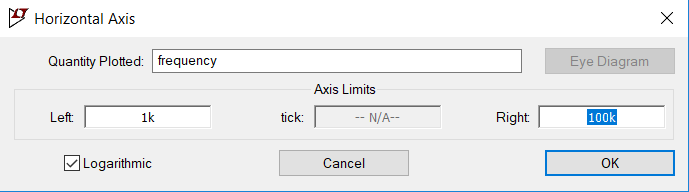 Horizontal Axis
Quantity Plotted: frequency Eye Diagram
Axis Limits
Left: 1k tick: -- N/A-- Right: 100k
Logarithmic Cancel OK